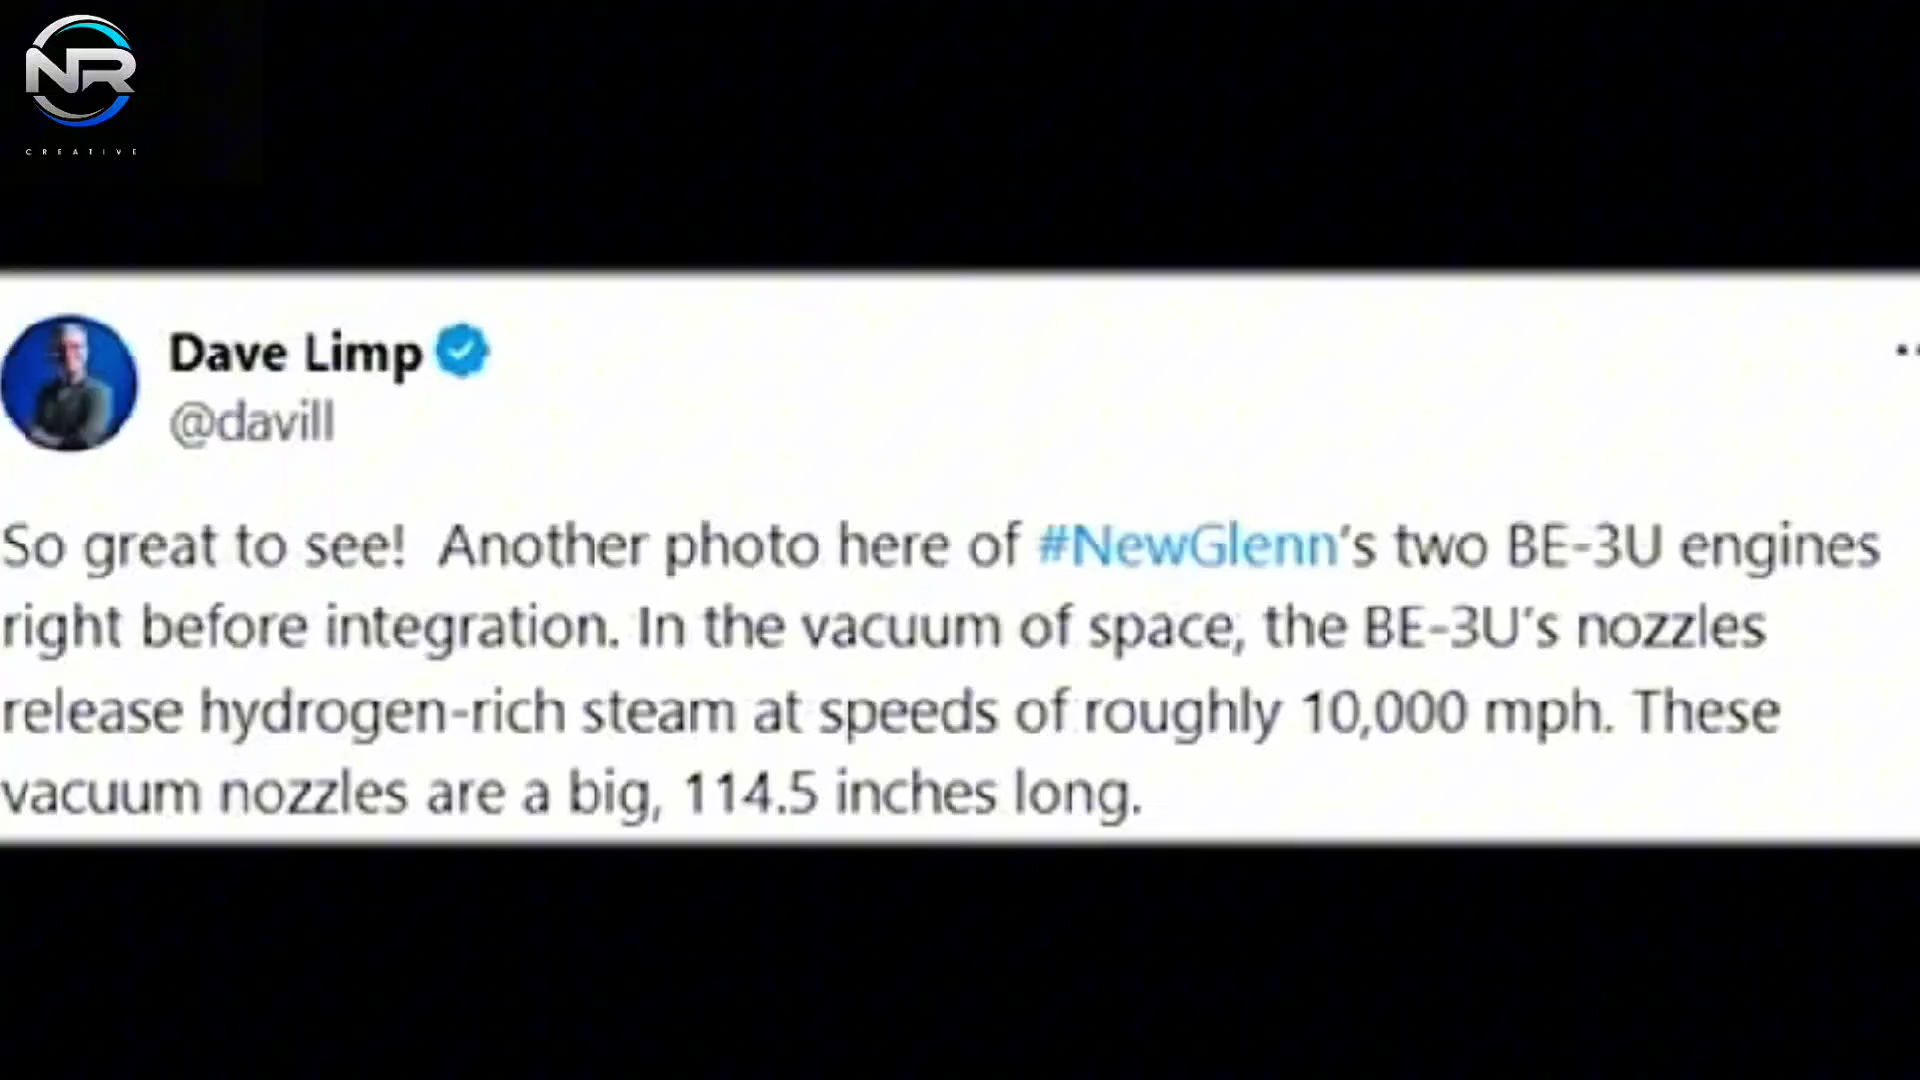 NR
CREATIVE
Dave Limp
@davill
So great to see! Another photo here of #NewGlenn's two BE-3U engines
right before integration. In the vacuum of space, the BE-3U's nozzles
release hydrogen-rich steam at speeds of roughly 10,000 mph. These
vacuum nozzles are a big, 114.5 inches long.